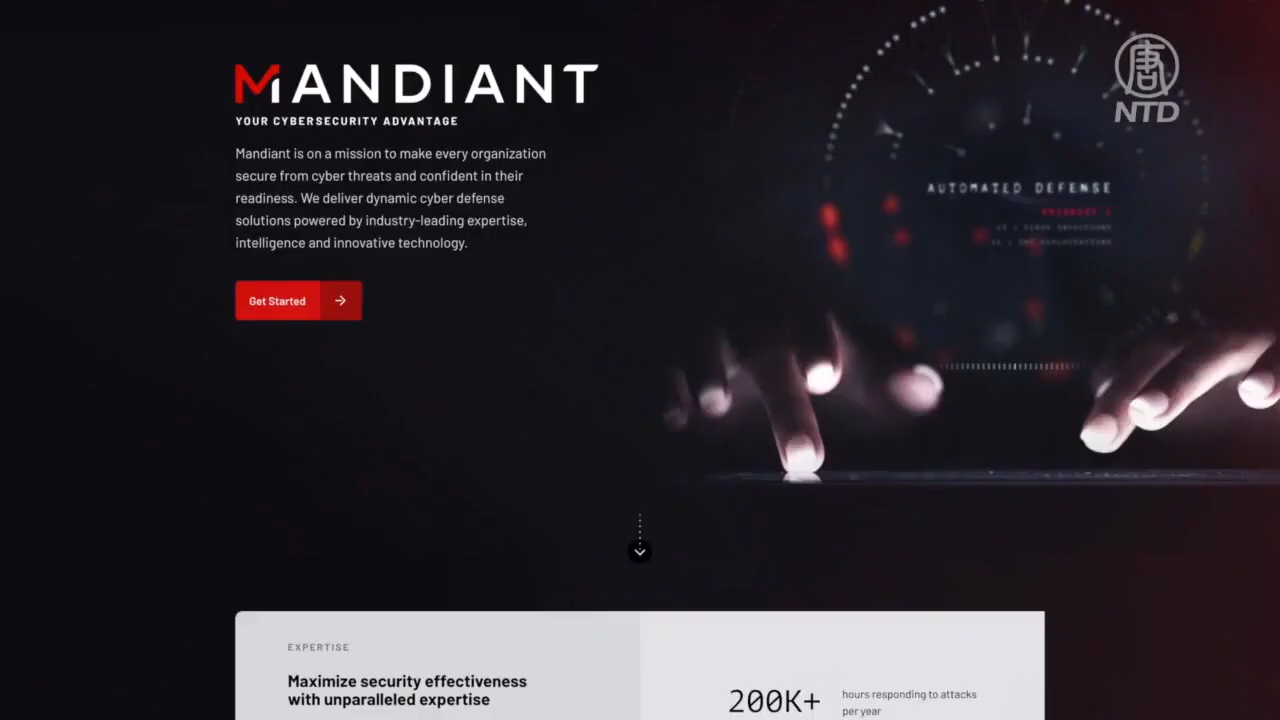 MANDIANT
YOUR CYBERSECURITY ADVANTAGE
Mandiant is on a mission to make every organization
secure from cyber threats and confident in their
readiness. We deliver dynamic cyber defense
solutions powered by industry-leading expertise,
intelligence and innovative technology.
Get Started
唐
NTD
AUTOMATED DEFENSE
EXPERTISE
Maximize security effectiveness
with unparalleled expertise
200K+
hours responding to attacks
per year